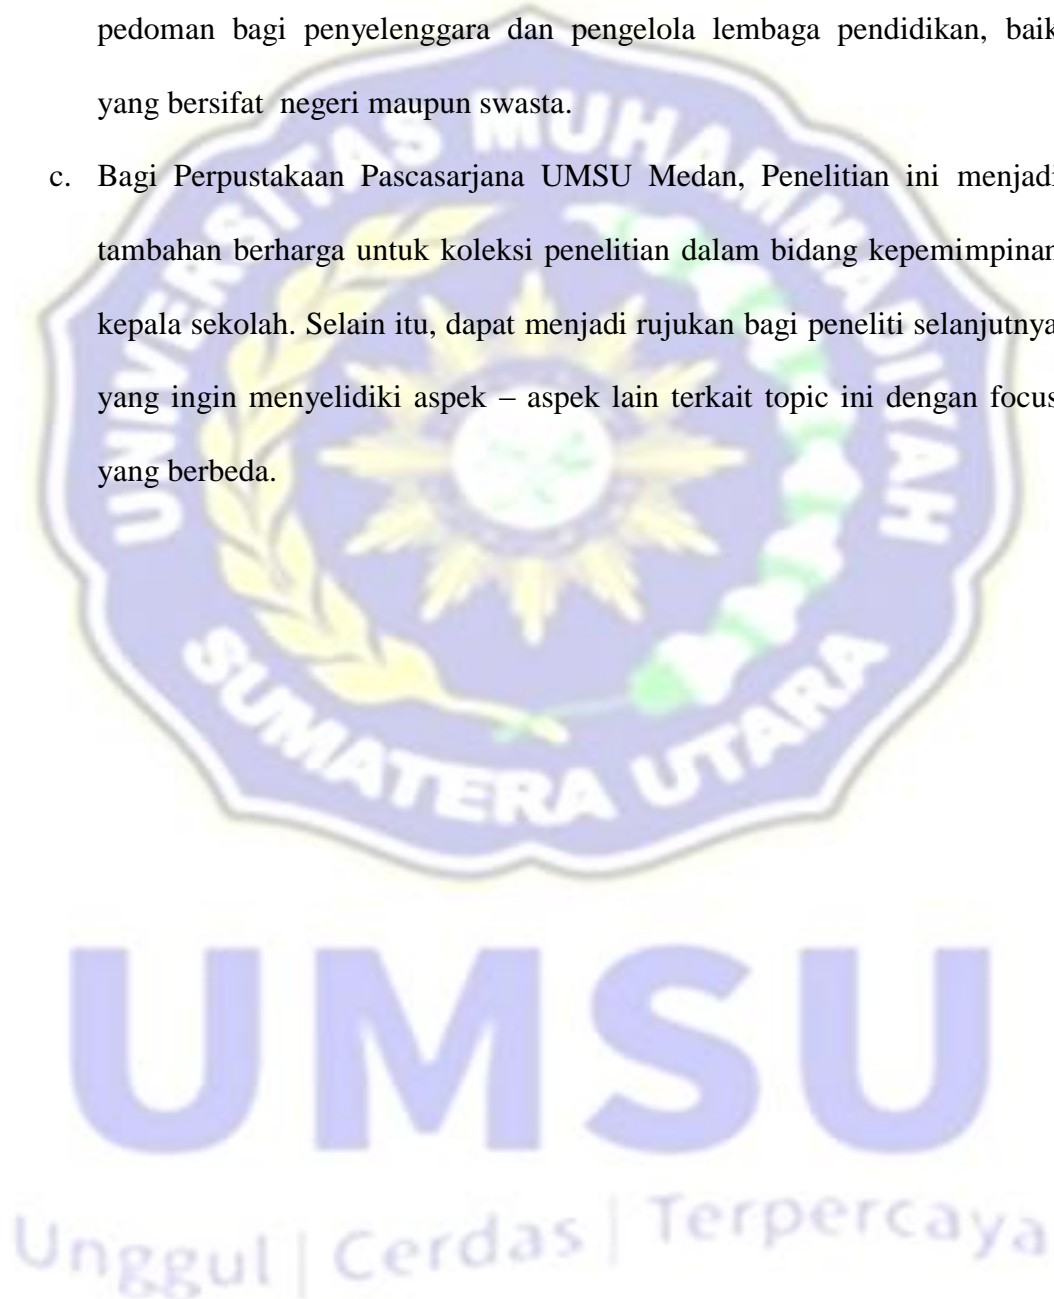 pedoman bagi penyelenggara dan pengelola lembaga pendidikan, baik
yang bersifat  negeri maupun swasta.
c. Bagi Perpustakaan Pascasarjana UMSU Medan, Penelitian ini menjadi
tambahan berharga untuk koleksi penelitian dalam bidang kepemimpinan
kepala sekolah. Selain itu, dapat menjadi rujukan bagi peneliti selanjutnya
yang ingin menyelidiki aspek – aspek lain terkait topic ini dengan focus
yang berbeda.
UNIVERSITAS MUHAMMADIYAH
SUMATERA UTARA
UMSU
Unggul | Cerdas | Terpercaya